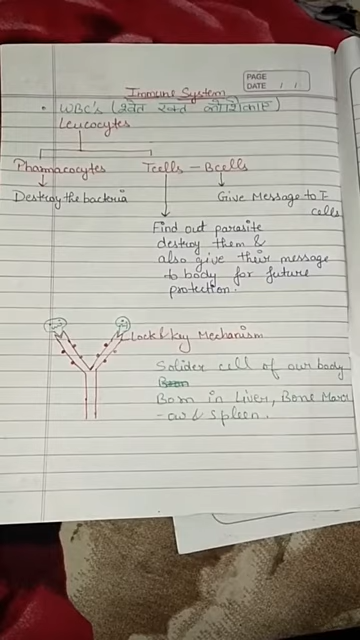 PAGE
DATE / /
Immune System
• WBC's (श्वेत रक्त कोशिकाएं)
Leucocytes
Phamacocytes Tcells - Bcells
Destroy the backria
Give Message to T
cells
Find out parasite
destroy them &
also give their message
to body for future
protection.
Lock & key Mechanism
Solider cell of our body
Born in Liver, Bone Marr
-ow & Spleen.